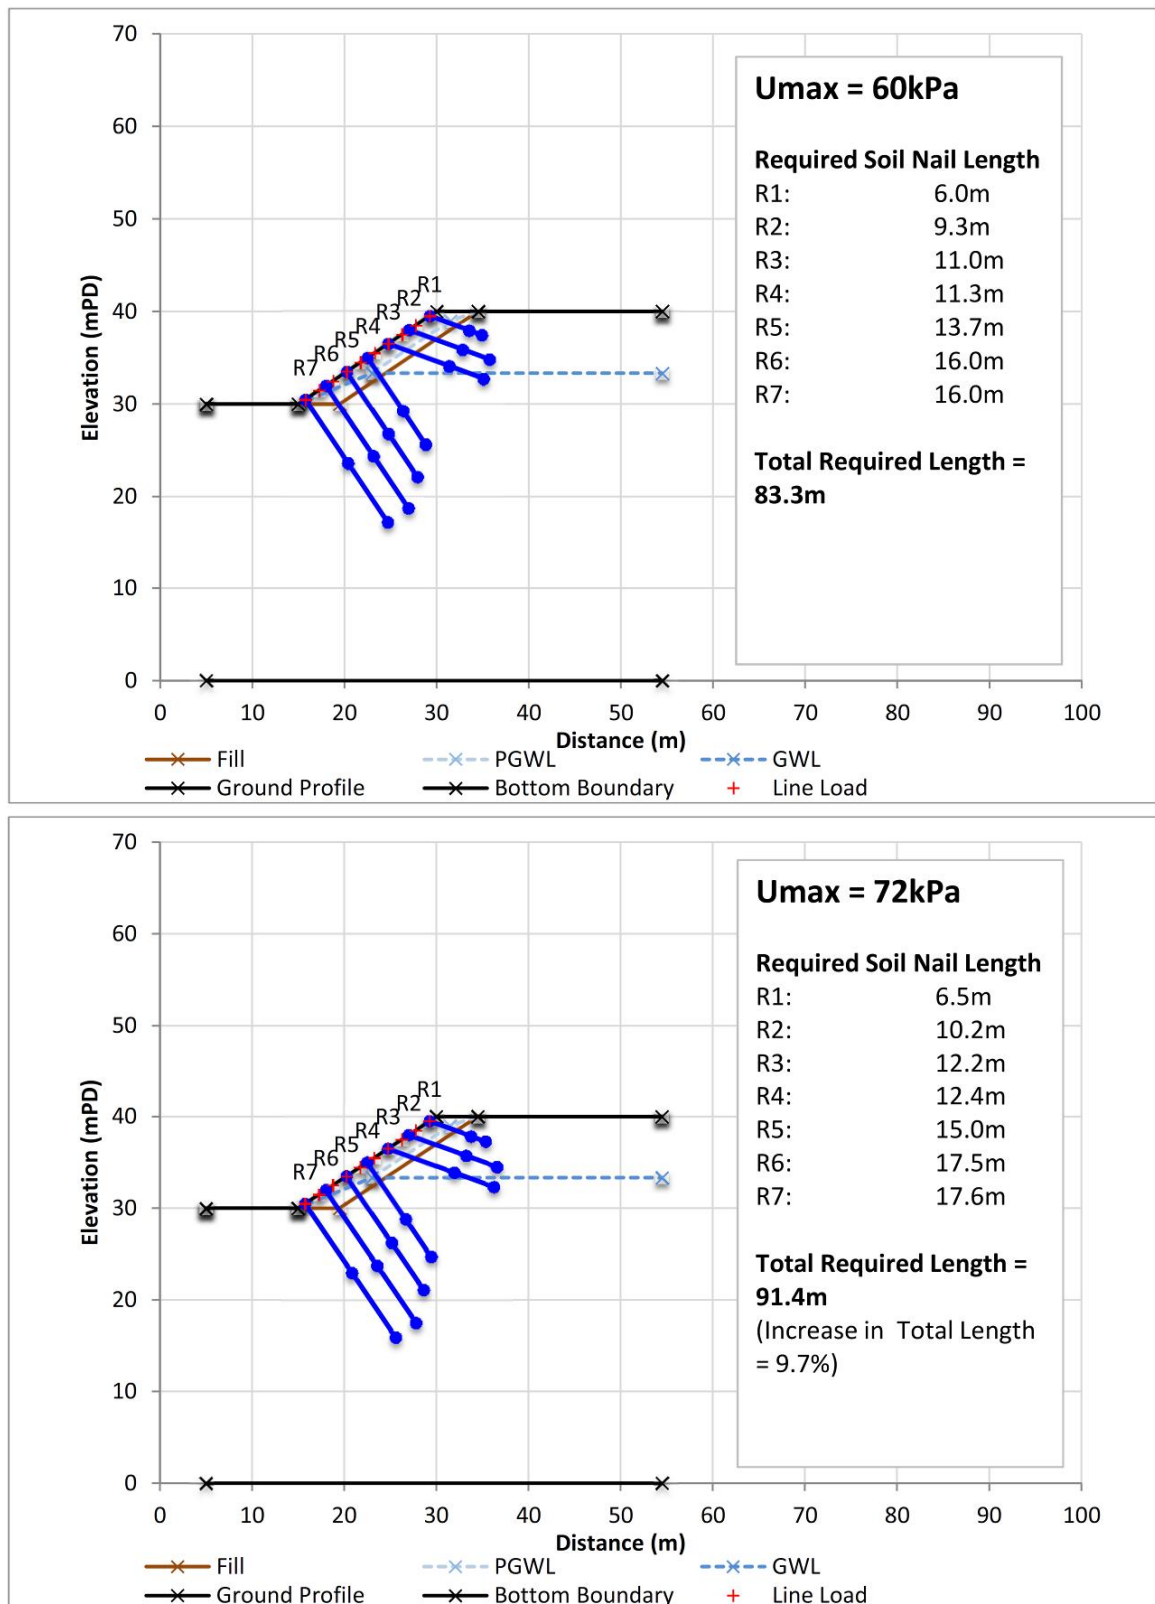 70
60
50
40
30
20
10
0
Elevation (mPD)
R1
R2
R3
R4
R5
R6
R7
0 10 20 30 40 50 60 70 80 90 100
Distance (m)
Fill PGWL GWL
Ground Profile Bottom Boundary Line Load
Umax = 60kPa
Required Soil Nail Length
R1: 6.0m
R2: 9.3m
R3: 11.0m
R4: 11.3m
R5: 13.7m
R6: 16.0m
R7: 16.0m
Total Required Length =
83.3m
70
60
50
40
30
20
10
0
Elevation (mPD)
R1
R2
R3
R4
R5
R6
R7
0 10 20 30 40 50 60 70 80 90 100
Distance (m)
Fill PGWL GWL
Ground Profile Bottom Boundary Line Load
Umax = 72kPa
Required Soil Nail Length
R1: 6.5m
R2: 10.2m
R3: 12.2m
R4: 12.4m
R5: 15.0m
R6: 17.5m
R7: 17.6m
Total Required Length =
91.4m
(Increase in Total Length
= 9.7%)